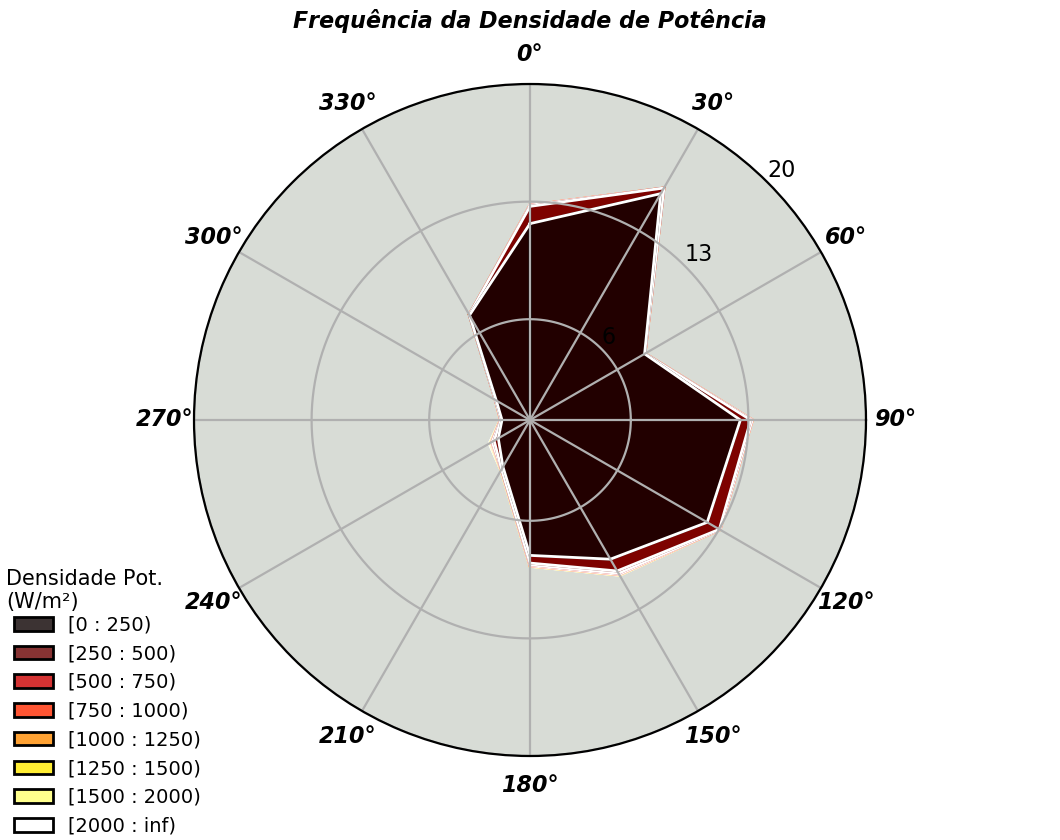 Frequência da Densidade de Potência
0°
330°
30°
20
300°
60°
13
6
270°
90°
240°
120°
210°
150°
180°
Densidade Pot.
(W/m²)
[0 : 250)
[250 : 500)
[500 : 750)
[750 : 1000)
[1000 : 1250)
[1250 : 1500)
[1500 : 2000)
[2000 : inf)